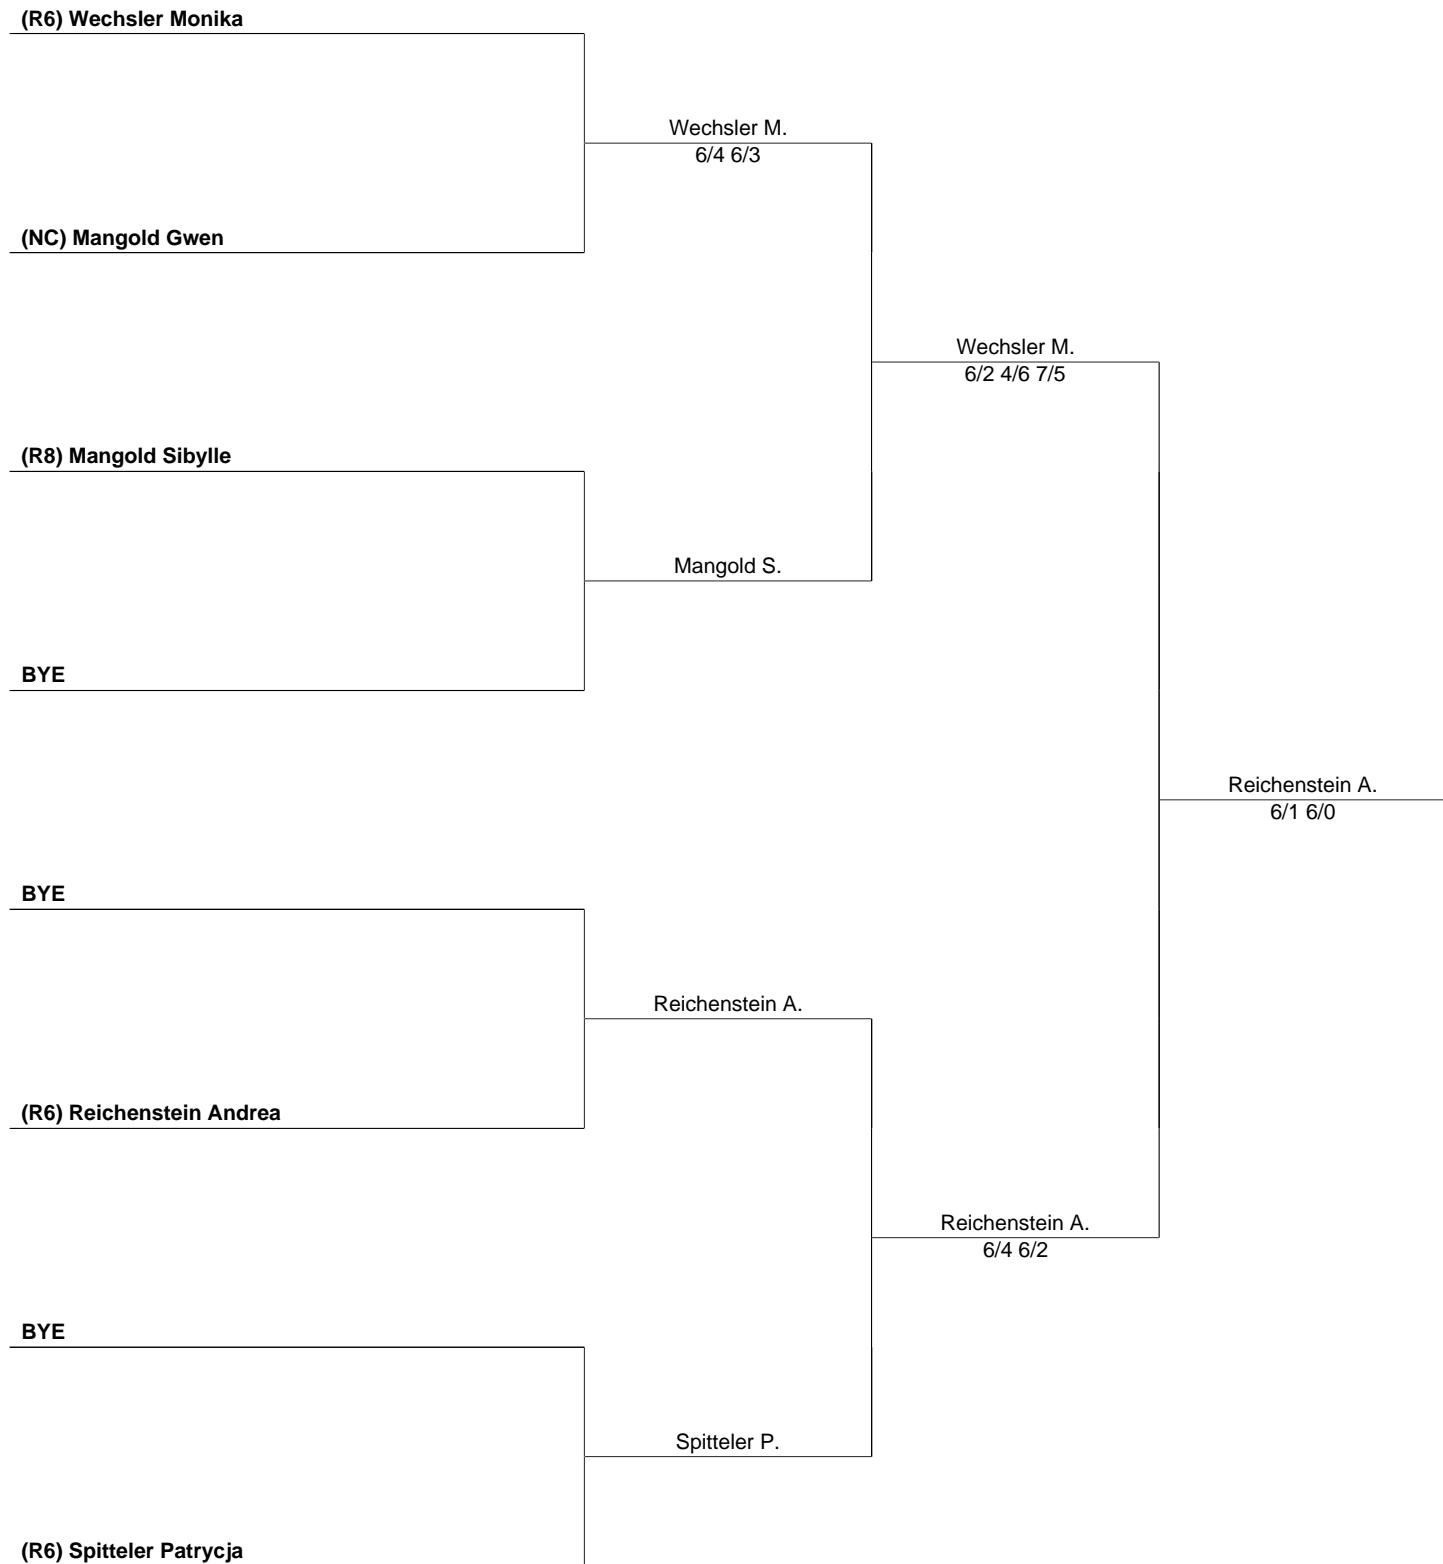 (R6) Wechsler Monika
Wechsler M.
6/4 6/3
(NC) Mangold Gwen
Wechsler M.
6/2 4/6 7/5
(R8) Mangold Sibylle
Mangold S.
BYE
Reichenstein A.
6/1 6/0
BYE
Reichenstein A.
(R6) Reichenstein Andrea
Reichenstein A.
6/4 6/2
BYE
Spitteler P.
(R6) Spitteler Patrycja